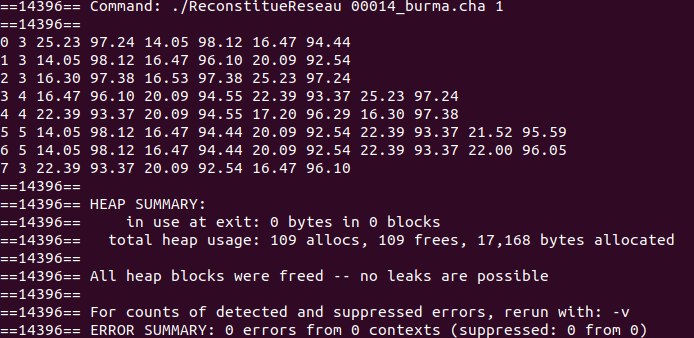 ==14396== Command: ./ReconstitueReseau 00014_burma.cha 1
==14396==
0 3 25.23 97.24 14.05 98.12 16.47 94.44
1 3 14.05 98.12 16.47 96.10 20.09 92.54
2 3 16.30 97.38 16.53 97.38 25.23 97.24
3 4 16.47 96.10 20.09 94.55 22.39 93.37 25.23 97.24
4 4 22.39 93.37 20.09 94.55 17.20 96.29 16.30 97.38
5 5 14.05 98.12 16.47 94.44 20.09 92.54 22.39 93.37 21.52 95.59
6 5 14.05 98.12 16.47 94.44 20.09 92.54 22.39 93.37 22.00 96.05
7 3 22.39 93.37 20.09 92.54 16.47 96.10
==14396==
==14396== HEAP SUMMARY:
==14396==     in use at exit: 0 bytes in 0 blocks
==14396==   total heap usage: 109 allocs, 109 frees, 17,168 bytes allocated
==14396==
==14396== All heap blocks were freed -- no leaks are possible
==14396==
==14396== For counts of detected and suppressed errors, rerun with: -v
==14396== ERROR SUMMARY: 0 errors from 0 contexts (suppressed: 0 from 0)